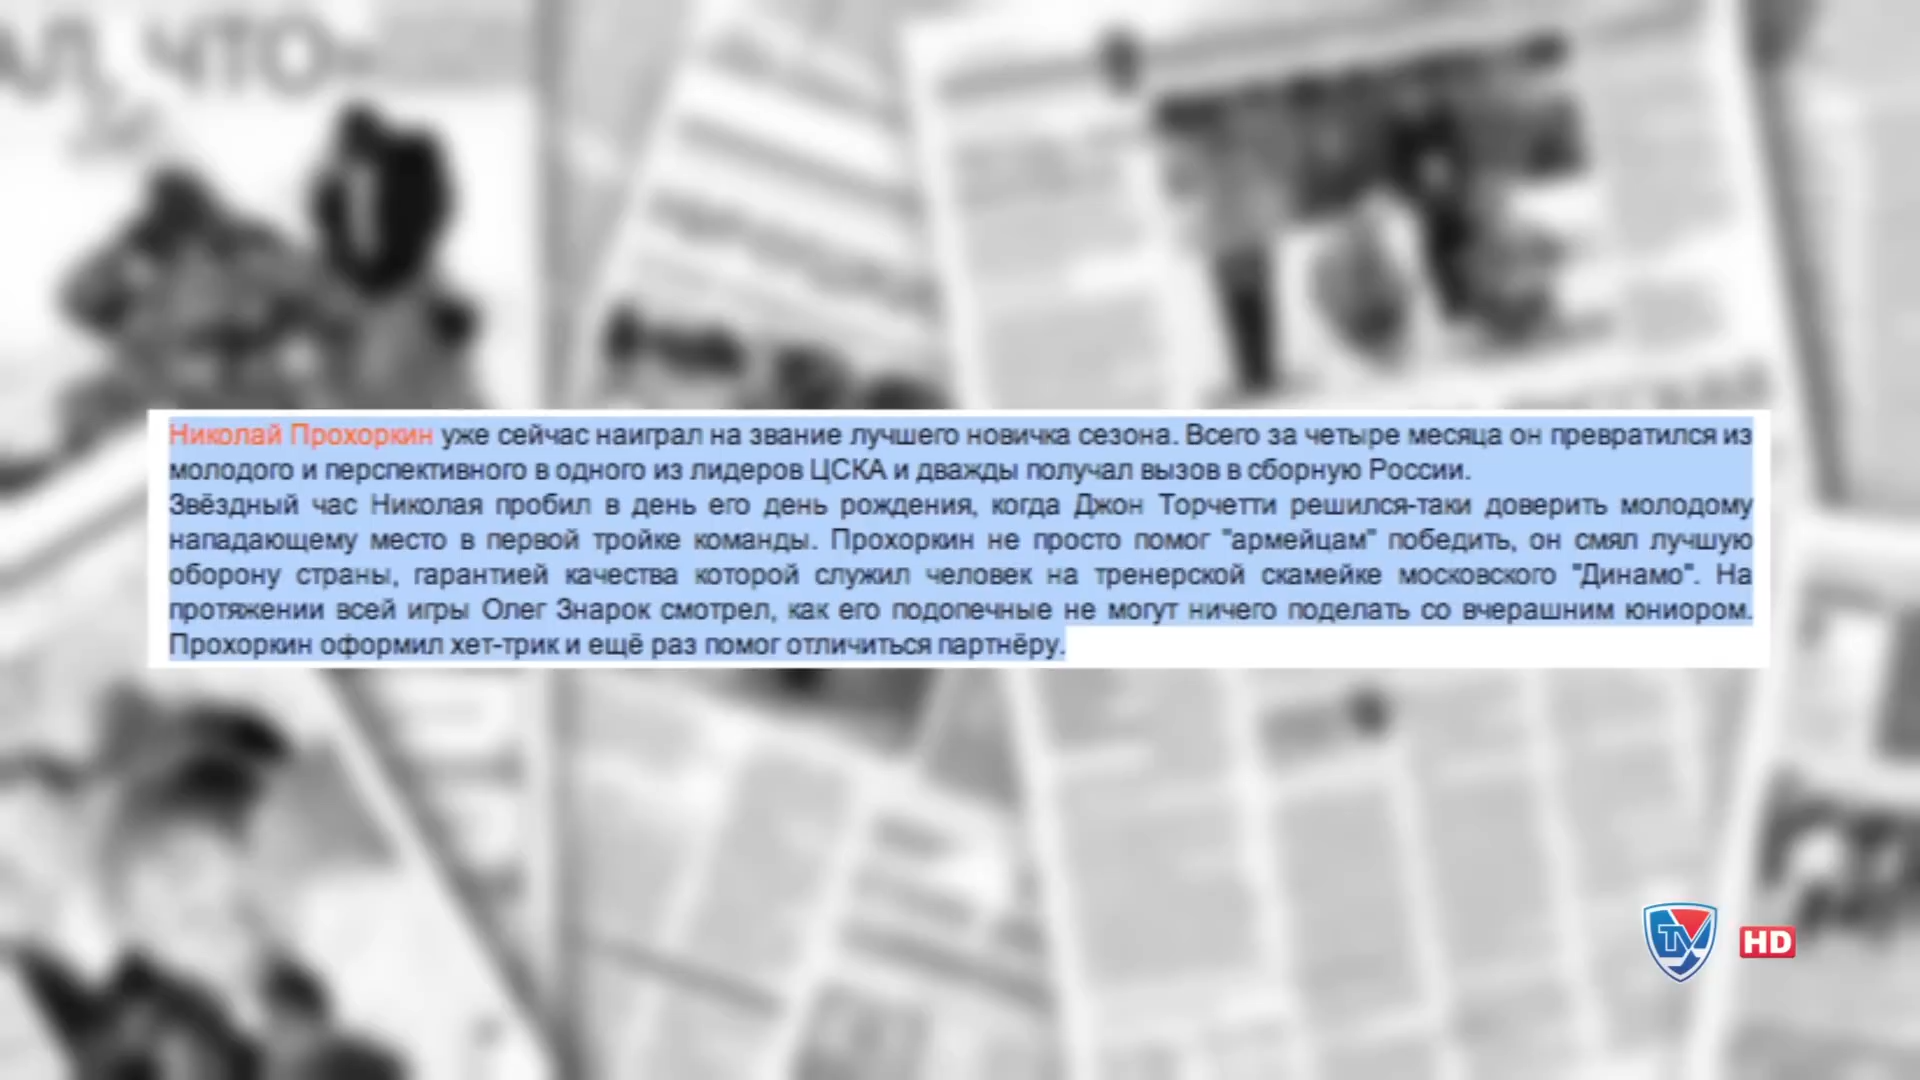 АЛ, ЧТО
Николай Прохоркин уже сейчас наиграл на звание лучшего новичка сезона. Всего за четыре месяца он превратился из
молодого и перспективного в одного из лидеров ЦСКА и дважды получал вызов в сборную России.
Звёздный час Николая пробил в день его день рождения, когда Джон Торчетти решился-таки доверить молодому
нападающему место в первой тройке команды. Прохоркин не просто помог "армейцам" победить, он смял лучшую
оборону страны, гарантией качества которой служил человек на тренерской скамейке московского "Динамо". На
протяжении всей игры Олег Знарок смотрел, как его подопечные не могут ничего поделать со вчерашним юниором.
Прохоркин оформил хет-трик и ещё раз помог отличиться партнёру.
TV HD